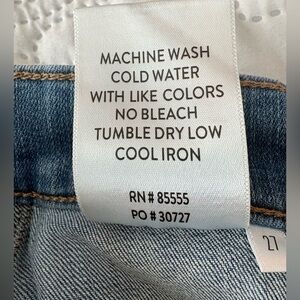 MACHINE WASH
COLD WATER
WITH LIKE COLORS
NO BLEACH
TUMBLE DRY LOW
COOL IRON
RN# 85555
PO # 30727
27